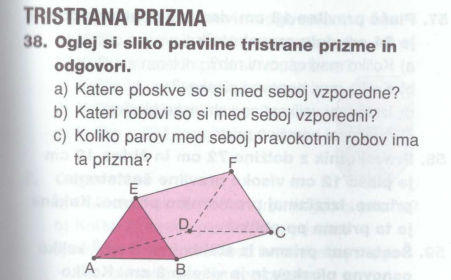 TRISTRANA PRIZMA
38. Oglej si sliko pravilne tristrane prizme in
odgovori.
a) Katere ploskve so si med seboj vzporedne?
b) Kateri robovi so si med seboj vzporedni?
c) Koliko parov med seboj pravokotnih robov ima
ta prizma?
F
E
D
C
A
B